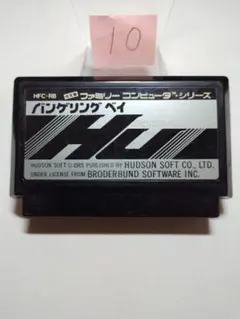 10
HFC-RB ファミリー コンピュータ・シリーズ
バンゲリング ベイ
HU
HUDSON SOFT © 1985 PUBLISHED BY HUDSON SOFT CO., LTD.
UNDER LICENSE FROM BRODERBUND SOFTWARE INC.